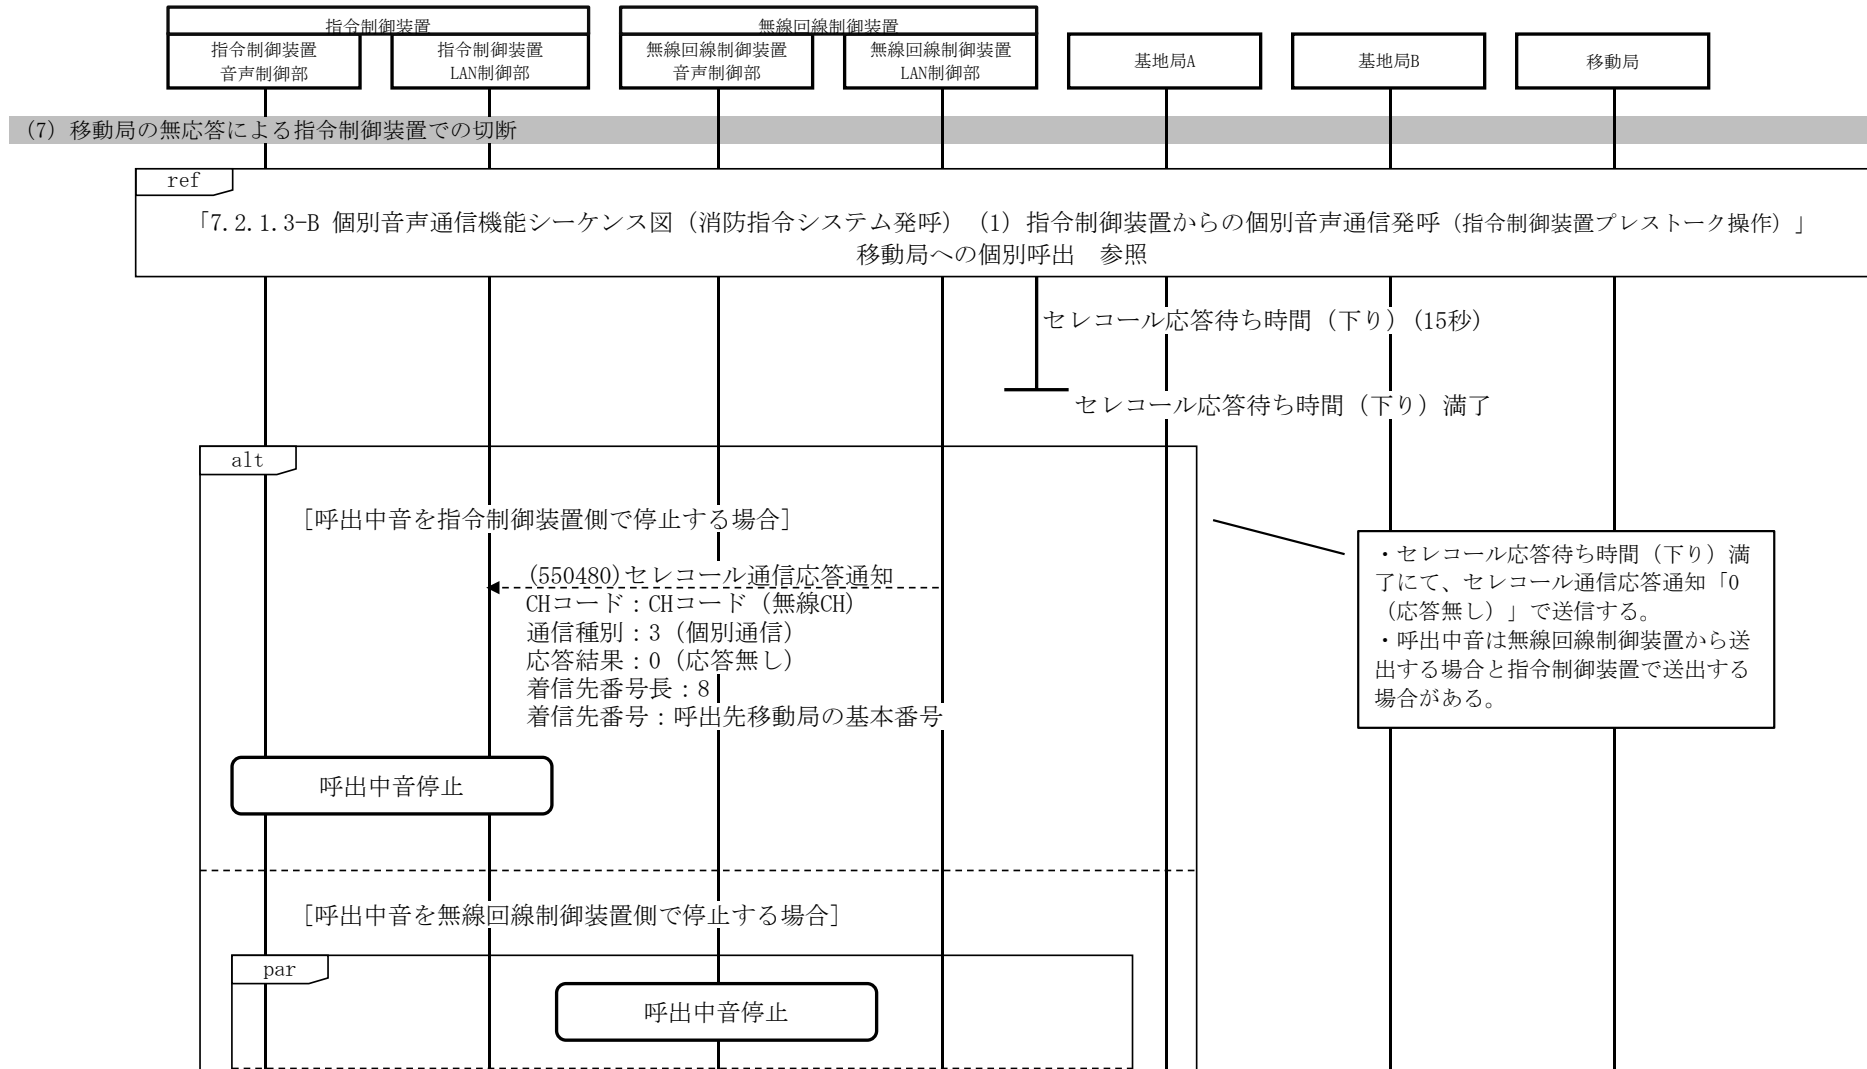 指令制御装置
無線回線制御装置
指令制御装置
音声制御部
指令制御装置
LAN制御部
無線回線制御装置
音声制御部
無線回線制御装置
LAN制御部
基地局A
基地局B
移動局
(7) 移動局の無応答による指令制御装置での切断
ref
「7.2.1.3-B 個別音声通信機能シーケンス図（消防指令システム発呼）（1）指令制御装置からの個別音声通信発呼（指令制御装置プレストーク操作）」
移動局への個別呼出　参照
セレコール応答待ち時間（下り）(15秒)
セレコール応答待ち時間（下り）満了
alt
［呼出中音を指令制御装置側で停止する場合］
(550480)セレコール通信応答通知
CHコード：CHコード（無線CH）
通信種別：3（個別通信）
応答結果：0（応答無し）
着信先番号長：8
着信先番号：呼出先移動局の基本番号
・セレコール応答待ち時間（下り）満
了にて、セレコール通信応答通知「0
（応答無し）」で送信する。
・呼出中音は無線回線制御装置から送
出する場合と指令制御装置で送出する
場合がある。
呼出中音停止
［呼出中音を無線回線制御装置側で停止する場合］
par
呼出中音停止